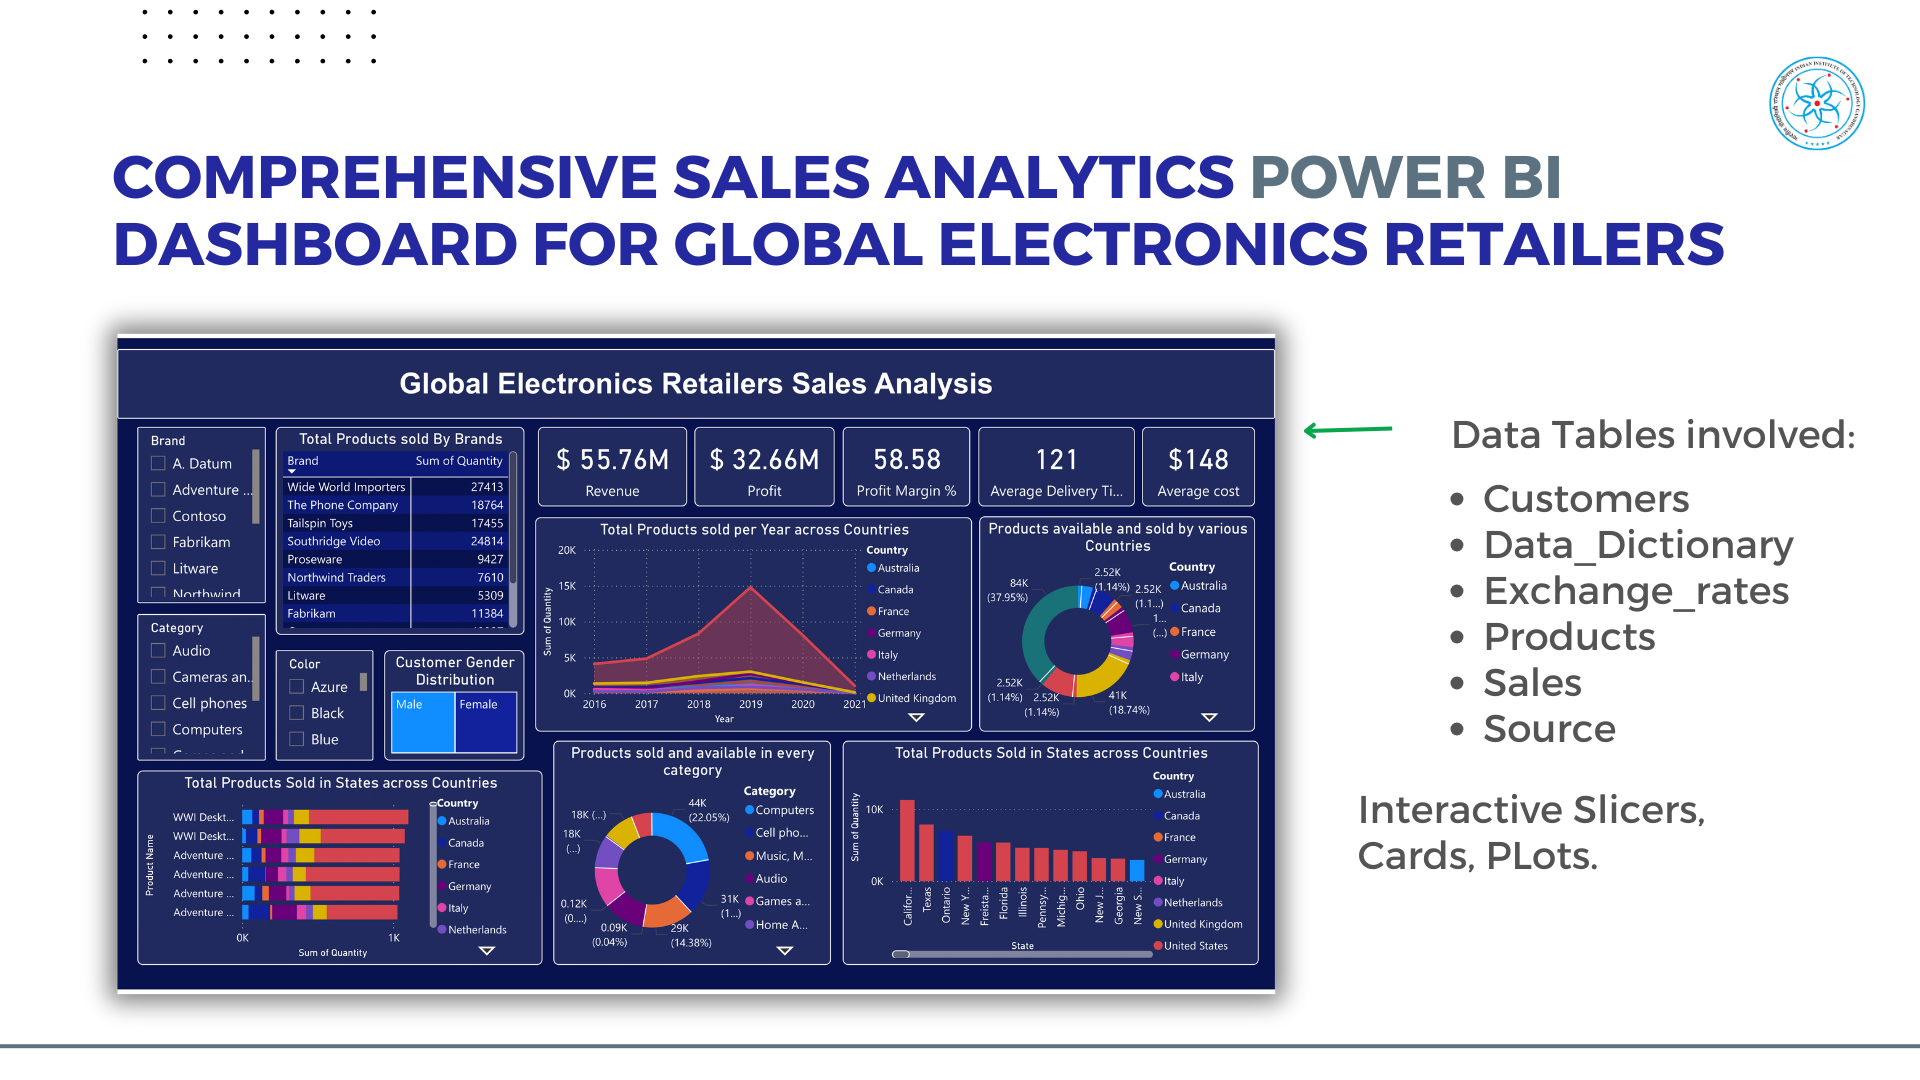 INDIAN INSTITUTE OF TECHNOLOGY GANDHINAGAR
COMPREHENSIVE SALES ANALYTICS POWER BI
DASHBOARD FOR GLOBAL ELECTRONICS RETAILERS
Global Electronics Retailers Sales Analysis
Brand
A. Datum
Adventure ...
Contoso
Fabrikam
Litware
Northwind
Total Products sold By Brands
Brand Sum of Quantity
Wide World Importers 27413
The Phone Company 18764
Tailspin Toys 17455
Southridge Video 24814
Proseware 9427
Northwind Traders 7610
Litware 5309
Fabrikam 11384
$ 55.76M
Revenue
$ 32.66M
Profit
58.58
Profit Margin %
121
Average Delivery Ti...
$148
Average cost
Category
Audio
Cameras an..
Cell phones
Computers
Color
Azure
Black
Blue
Customer Gender
Distribution
Male Female
Total Products sold per Year across Countries
Sum of Quantity
20K
15K
10K
5K
0K
2016 2017 2018 2019 2020 2021
Year
Country
Australia
Canada
France
Germany
Italy
Netherlands
United Kingdom
Products available and sold by various
Countries
84K
(37.95%)
2.52K
(1.14%)
2.52K
(1.1...)
1...
(...)
41K
(18.74%)
2.52K
(1.14%)
2.52K
(1.14%)
Country
Australia
Canada
France
Germany
Italy
Total Products Sold in States across Countries
Product Name
WWI Deskt...
WWI Deskt...
Adventure ...
Adventure ...
Adventure ...
Adventure ...
0K 1K
Sum of Quantity
Country
Australia
Canada
France
Germany
Italy
Netherlands
Products sold and available in every
category
44K
(22.05%)
31K
(1...)
29K
(14.38%)
0.09K
(0.04%)
0.12K
(0....)
18K
(...)
18K (...)
Category
Computers
Cell pho...
Music, M...
Audio
Games a...
Home A...
Total Products Sold in States across Countries
Sum of Quantity
10K
0K
Califor...
Texas
Ontario
New Y...
Freista...
Florida
Illinois
Pennsy...
Michig...
Ohio
New J...
Georgia
New S...
State
Country
Australia
Canada
France
Germany
Italy
Netherlands
United Kingdom
United States
Data Tables involved:
• Customers
• Data_Dictionary
• Exchange_rates
• Products
• Sales
• Source
Interactive Slicers,
Cards, PLots.